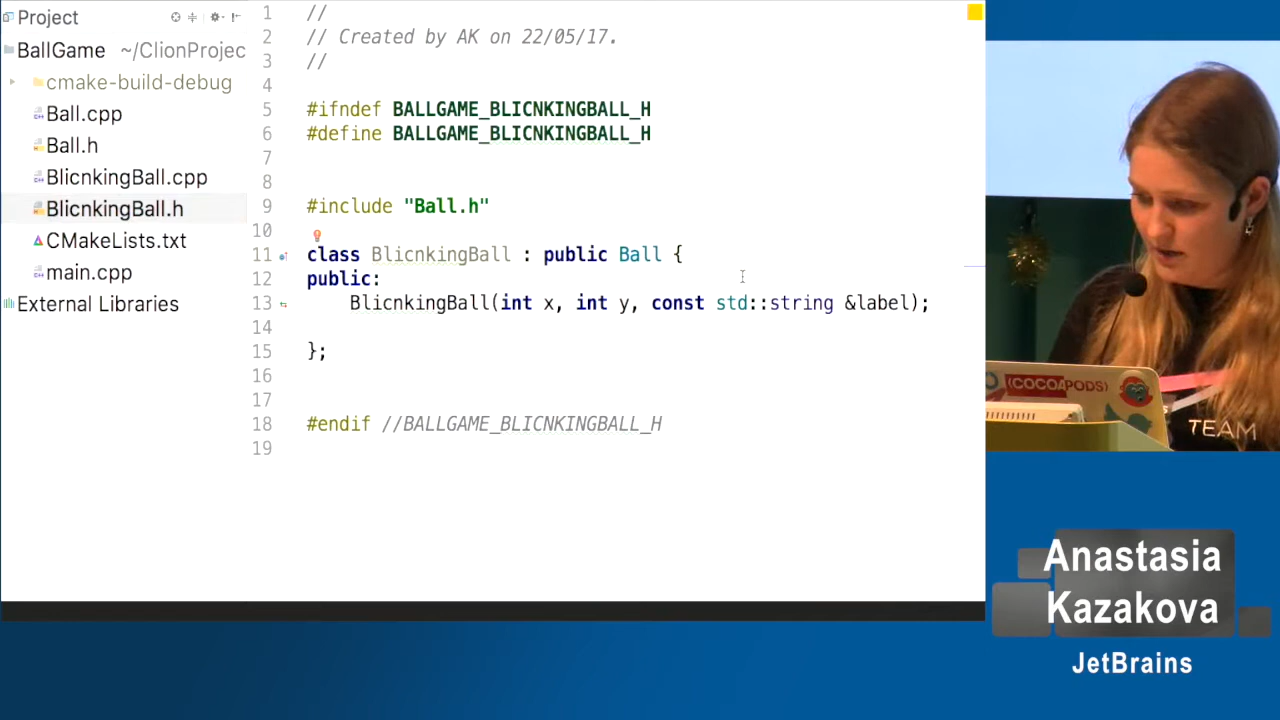 Project
BallGame ~/ClionProjec
cmake-build-debug
Ball.cpp
Ball.h
BlicnkingBall.cpp
BlicnkingBall.h
CMakeLists.txt
main.cpp
External Libraries
1 //
2 // Created by AK on 22/05/17.
3 //
4
5 #ifndef BALLGAME_BLICNKINGBALL_H
6 #define BALLGAME_BLICNKINGBALL_H
7
8
9 #include "Ball.h"
10
11 class BlicnkingBall : public Ball {
12 public:
13 BlicnkingBall(int x, int y, const std::string &label);
14
15 };
16
17
18 #endif //BALLGAME_BLICNKINGBALL_H
19
(COCOAPODS)
TEAM
Anastasia
Kazakova
JetBrains